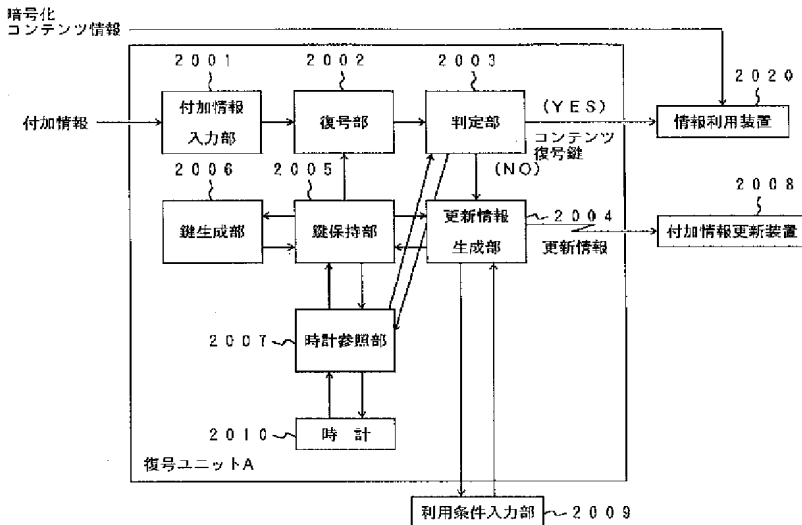 暗号化
コンテンツ情報
2001
2002
2003
2020
付加情報
付加情報
入力部
復号部
判定部
(YES)
コンテンツ
復号鍵
情報利用装置
(NO)
2006
2005
2008
鍵生成部
鍵保持部
更新情報
生成部
2004
更新情報
付加情報更新装置
2007
時計参照部
2010
時 計
復号ユニットA
利用条件入力部
2009